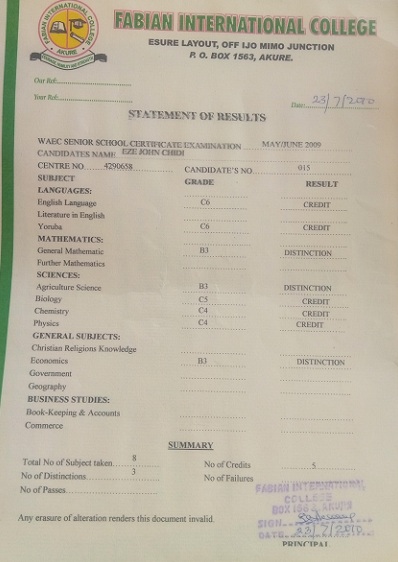 FABIAN INTERNATIONAL COLLEGE
FABIAN INTERNATIONAL COLLEGE
AKURE
ESURE LAYOUT, OFF IJO MIMO JUNCTION
P. O. BOX 1563, AKURE.
Our Ref:
Your Ref:
Date: 23/7/2010
STATEMENT OF RESULTS
WAEC SENIOR SCHOOL CERTIFICATE EXAMINATION MAY/JUNE 2009
CANDIDATES NAME EZE JOHN CHIDI
CENTRE NO 4290658 CANDIDATE'S NO 015
SUBJECT GRADE RESULT
LANGUAGES:
English Language C6 CREDIT
Literature in English
Yoruba C6 CREDIT
MATHEMATICS:
General Mathematic B3 DISTINCTION
Further Mathematics
SCIENCES:
Agriculture Science B3 DISTINCTION
Biology C5 CREDIT
Chemistry C4 CREDIT
Physics C4 CREDIT
GENERAL SUBJECTS:
Christian Religions Knowledge
Economics B3 DISTINCTION
Government
Geography
BUSINESS STUDIES:
Book-Keeping & Accounts
Commerce
SUMMARY
Total No of Subject taken 8 No of Credits 5
No of Distinctions 3 No of Failures
No of Passes
FABIAN INTERNATIONAL
COLLEGE
BOX 1563, AKURE
SIGN
DATE 23/7/2010
Any erasure of alteration renders this document invalid.
PRINCIPAL